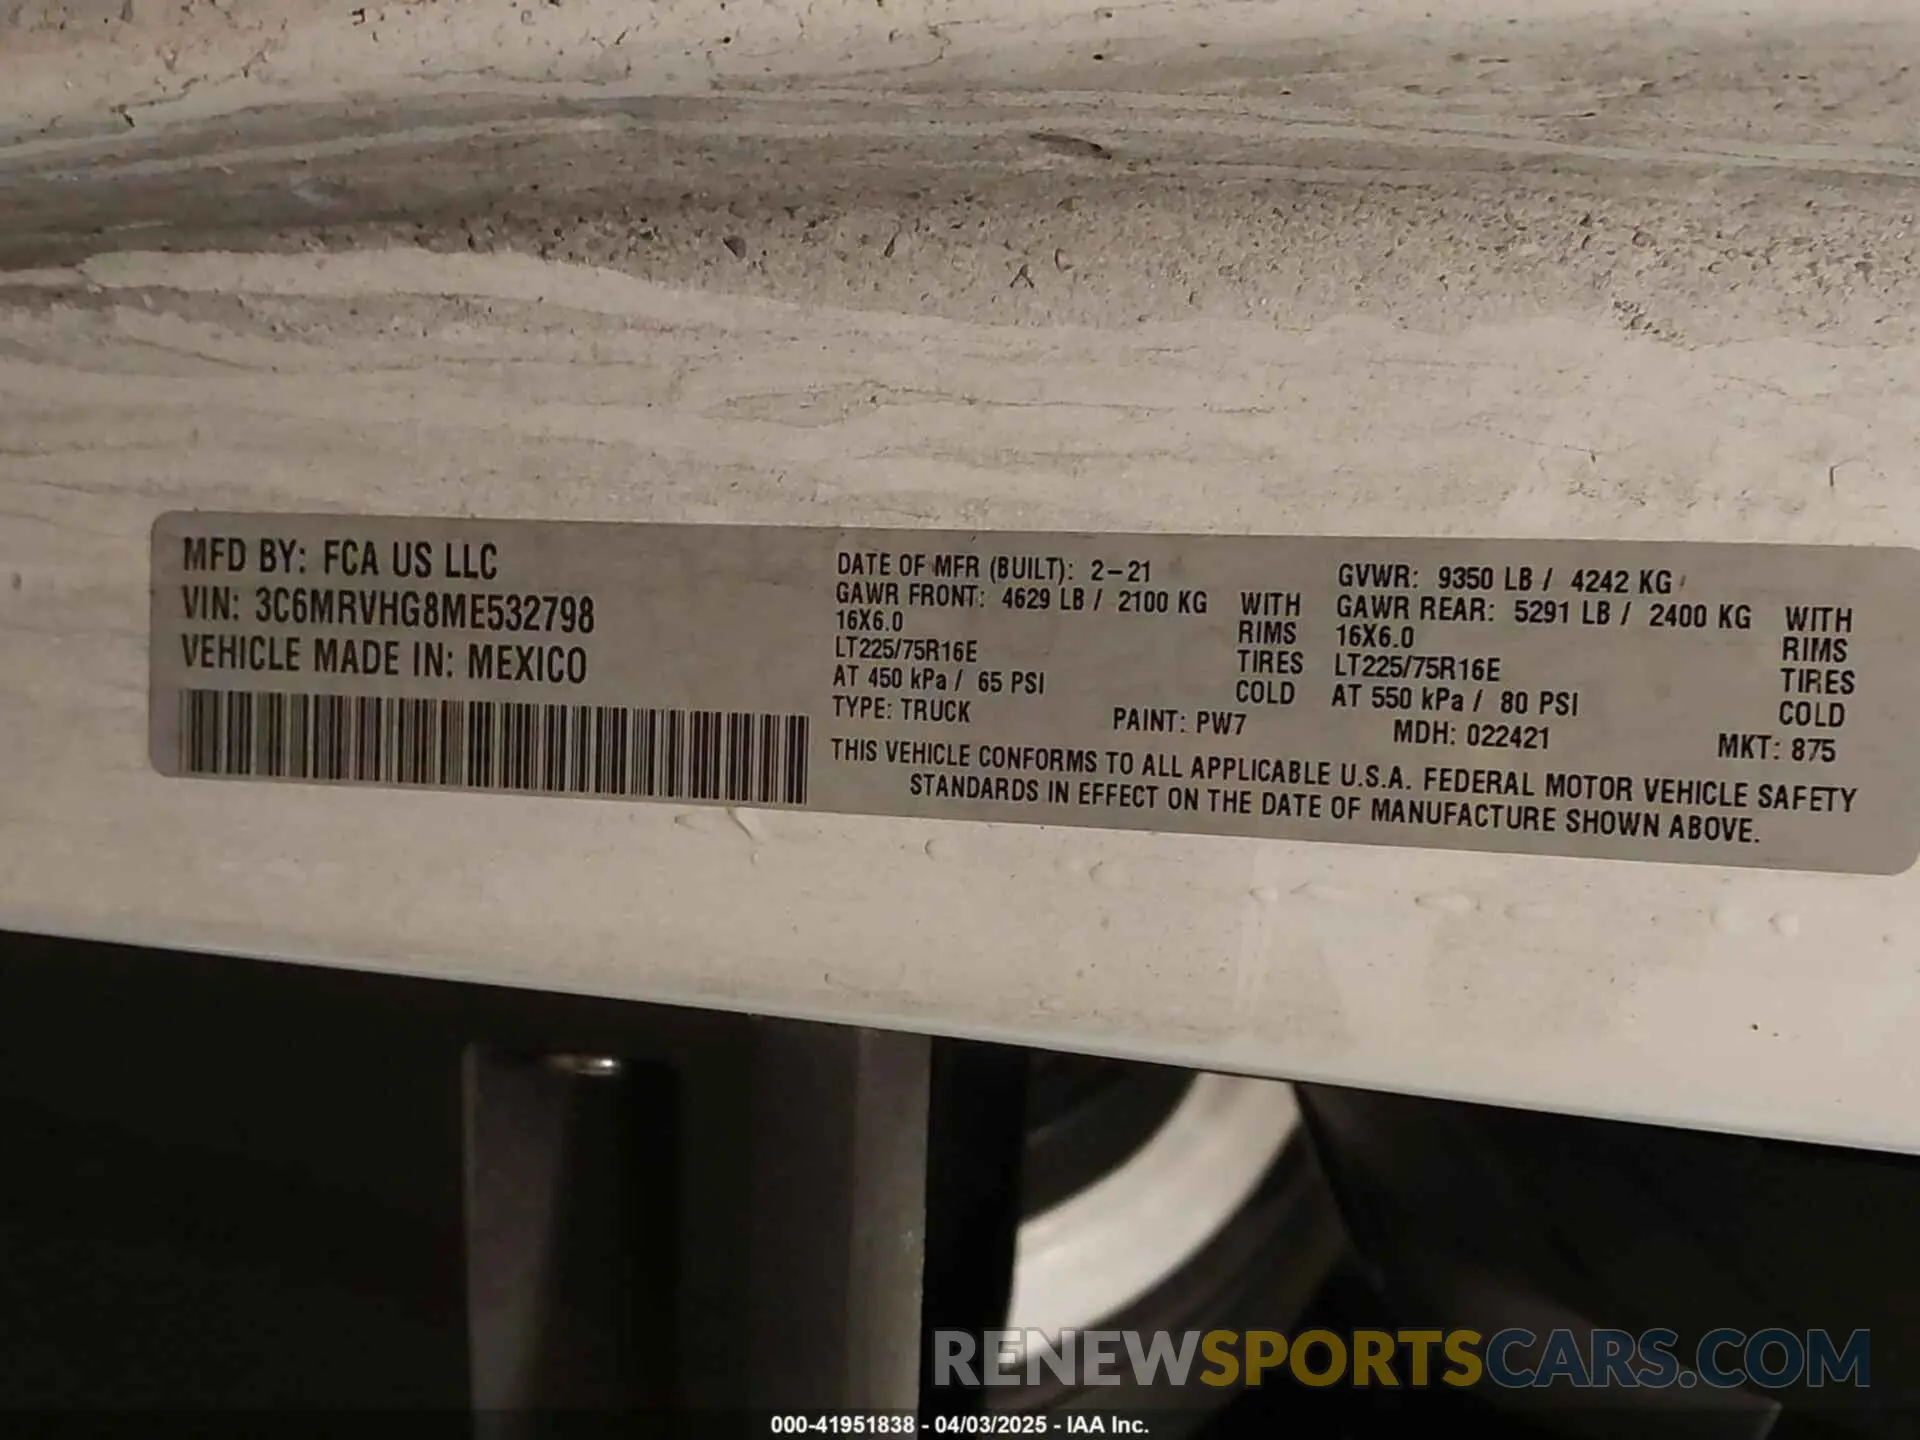 MFD BY: FCA US LLC
VIN: 3C6MRVHG8ME532798
VEHICLE MADE IN: MEXICO
DATE OF MFR (BUILT): 2-21
GVWR: 9350 LB / 4242 KG
GAWR FRONT: 4629 LB / 2100 KG WITH
16X6.0 RIMS
LT225/75R16E TIRES
AT 450 kPa / 65 PSI COLD
GAWR REAR: 5291 LB / 2400 KG WITH
16X6.0 RIMS
LT225/75R16E TIRES
AT 550 kPa / 80 PSI COLD
TYPE: TRUCK PAINT: PW7 MDH: 022421 MKT: 875
THIS VEHICLE CONFORMS TO ALL APPLICABLE U.S.A. FEDERAL MOTOR VEHICLE SAFETY
STANDARDS IN EFFECT ON THE DATE OF MANUFACTURE SHOWN ABOVE.
RENEWSPORTSCARS.COM
000-41951838 - 04/03/2025 - IAA Inc.